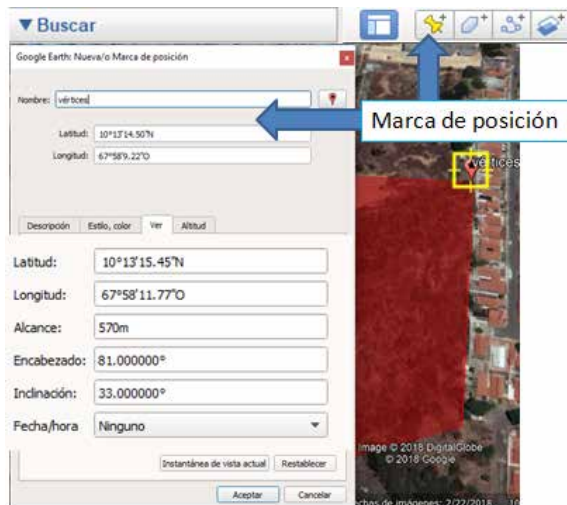 Buscar
Google Earth: Nueva/o Marca de posición
Nombre: vértices
Latitud: 10°13'14.50"N
Longitud: 67°58'9.22"O
Marca de posición
vértices
Descripción Estilo, color Ver Altitud
Latitud: 10°13'15.45"N
Longitud: 67°58'11.77"O
Alcance: 570m
Encabezado: 81.000000°
Inclinación: 33.000000°
Fecha/hora Ninguno
Instantánea de vista actual Restablecer
Aceptar Cancelar
Image © 2018 DigitalGlobe
© 2018 Google
echas de imágenes: 2/22/2018 10